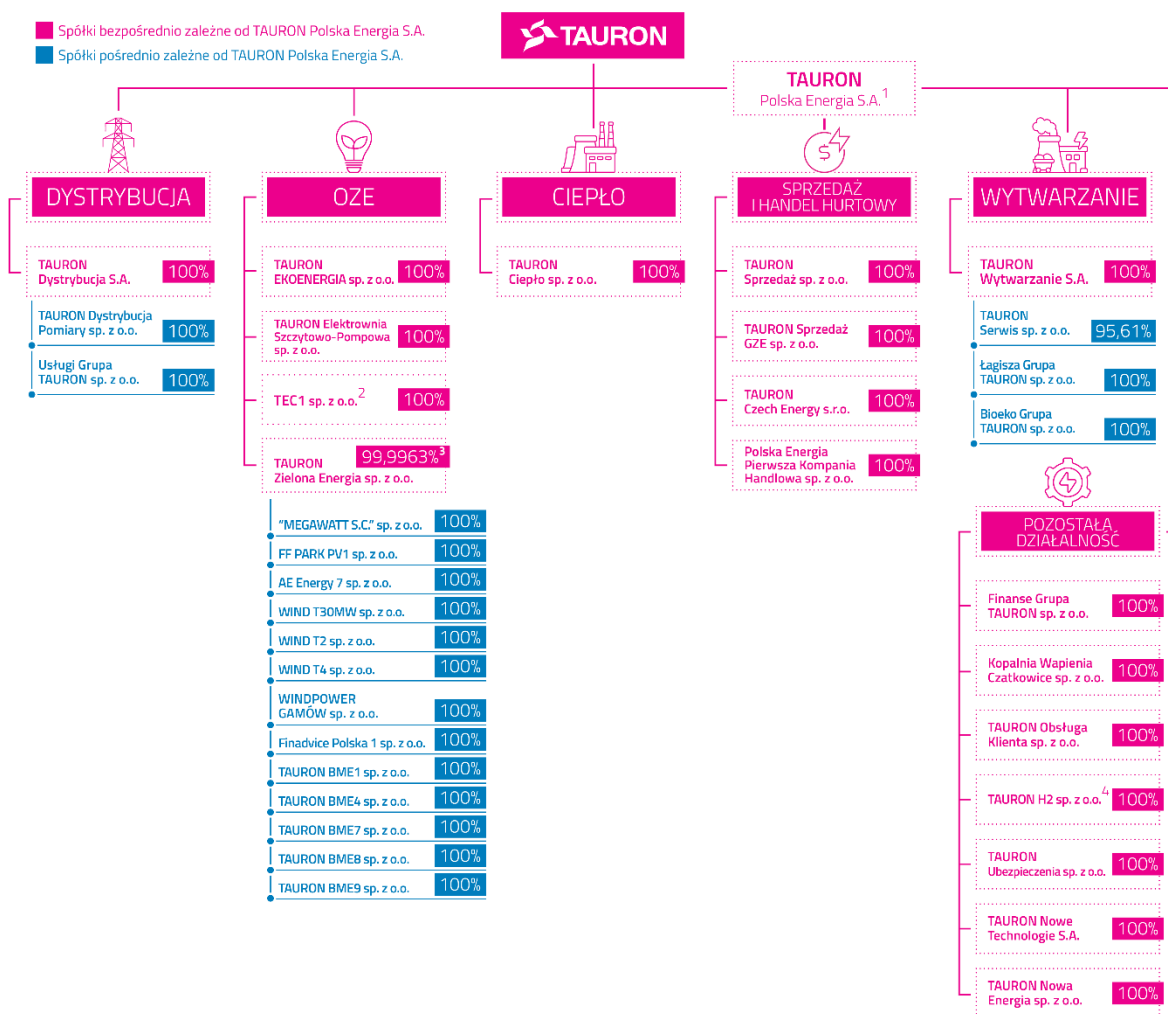 Spółki bezpośrednio zależne od TAURON Polska Energia S.A.
Spółki pośrednio zależne od TAURON Polska Energia S.A.
TAURON
TAURON
Polska Energia S.A.1
DYSTRYBUCJA
TAURON
Dystrybucja S.A.
100%
TAURON Dystrybucja
Pomiary sp. z o.o.
100%
Usługi Grupa
TAURON sp. z o.o.
100%
OZE
TAURON
EKOENERGIA sp. z o.o.
100%
TAURON Elektrownia
Szczytowo-Pompowa
sp. z o.o.
100%
TEC1 sp. z o.o.2
100%
TAURON
Zielona Energia sp. z o.o.
99,9963%3
"MEGAWATT S.C." sp. z o.o.
100%
FF PARK PV1 sp. z o.o.
100%
AE Energy 7 sp. z o.o.
100%
WIND T30MW sp. z o.o.
100%
WIND T2 sp. z o.o.
100%
WIND T4 sp. z o.o.
100%
WINDPOWER
GAMÓW sp. z o.o.
100%
Finadvice Polska 1 sp. z o.o.
100%
TAURON BME1 sp. z o.o.
100%
TAURON BME4 sp. z o.o.
100%
TAURON BME7 sp. z o.o.
100%
TAURON BME8 sp. z o.o.
100%
TAURON BME9 sp. z o.o.
100%
CIEPŁO
TAURON
Ciepło sp. z o.o.
100%
SPRZEDAŻ
I HANDEL HURTOWY
TAURON
Sprzedaż sp. z o.o.
100%
TAURON Sprzedaż
GZE sp. z o.o.
100%
TAURON
Czech Energy s.r.o.
100%
Polska Energia
Pierwsza Kompania
Handlowa sp. z o.o.
100%
WYTWARZANIE
TAURON
Wytwarzanie S.A.
100%
TAURON
Serwis sp. z o.o.
95,61%
Łagisza Grupa
TAURON sp. z o.o.
100%
Bioeko Grupa
TAURON sp. z o.o.
100%
POZOSTAŁA
DZIAŁALNOŚĆ
Finanse Grupa
TAURON sp. z o.o.
100%
Kopalnia Wapienia
Czatkowice sp. z o.o.
100%
TAURON Obsługa
Klienta sp. z o.o.
100%
TAURON H2 sp. z o.o.4
100%
TAURON
Ubezpieczenia sp. z o.o.
100%
TAURON Nowe
Technologie S.A.
100%
TAURON Nowa
Energia sp. z o.o.
100%